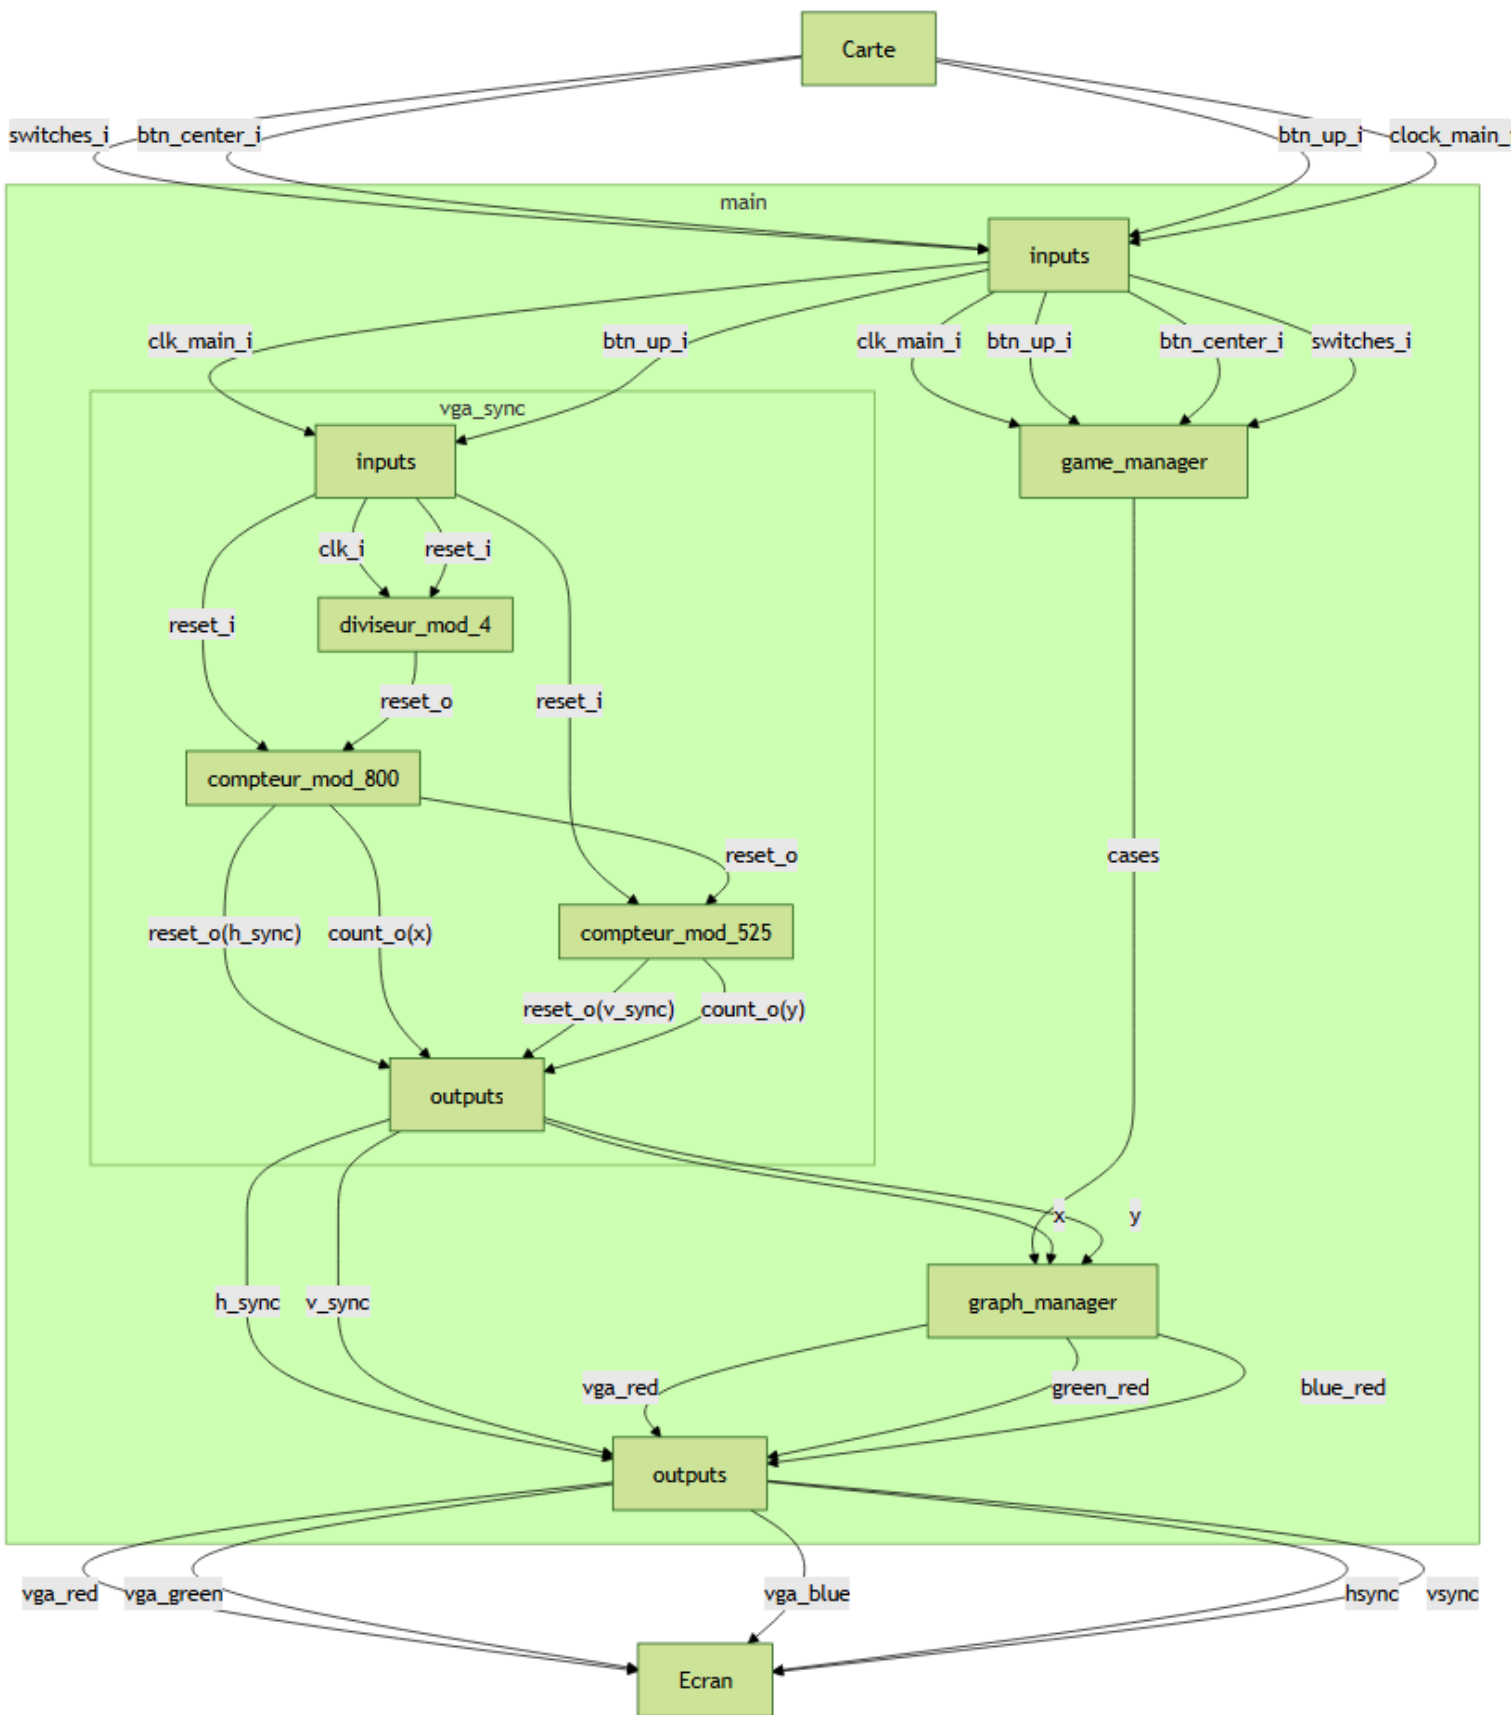 Carte
switches_i
btn_center_i
btn_up_i
clock_main_i
main
inputs
clk_main_i
btn_up_i
clk_main_i
btn_up_i
btn_center_i
switches_i
vga_sync
inputs
game_manager
clk_i
reset_i
reset_i
diviseur_mod_4
reset_o
reset_i
compteur_mod_800
reset_o
cases
reset_o(h_sync)
count_o(x)
compteur_mod_525
reset_o(v_sync)
count_o(y)
outputs
x
y
h_sync
v_sync
graph_manager
vga_red
green_red
blue_red
outputs
vga_red
vga_green
vga_blue
hsync
vsync
Ecran